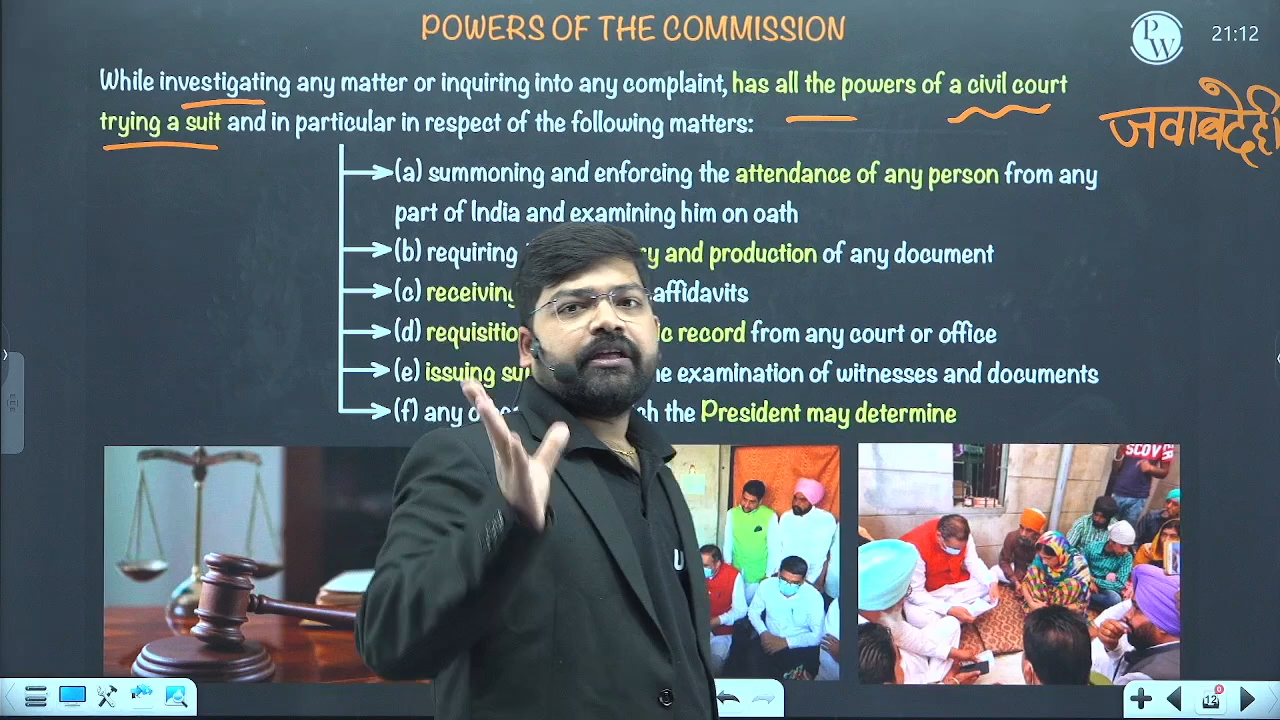 POWERS OF THE COMMISSION
PW
21:12
While investigating any matter or inquiring into any complaint, has all the powers of a civil court
trying a suit and in particular in respect of the following matters:
जवाबदेही
(a) summoning and enforcing the attendance of any person from any
part of India and examining him on oath
(b) requiring and production of any document
(c) receiving affidavits
(d) record from any court or office
(e) issuing examination of witnesses and documents
(f) any the President may determine
SCOV
U
12